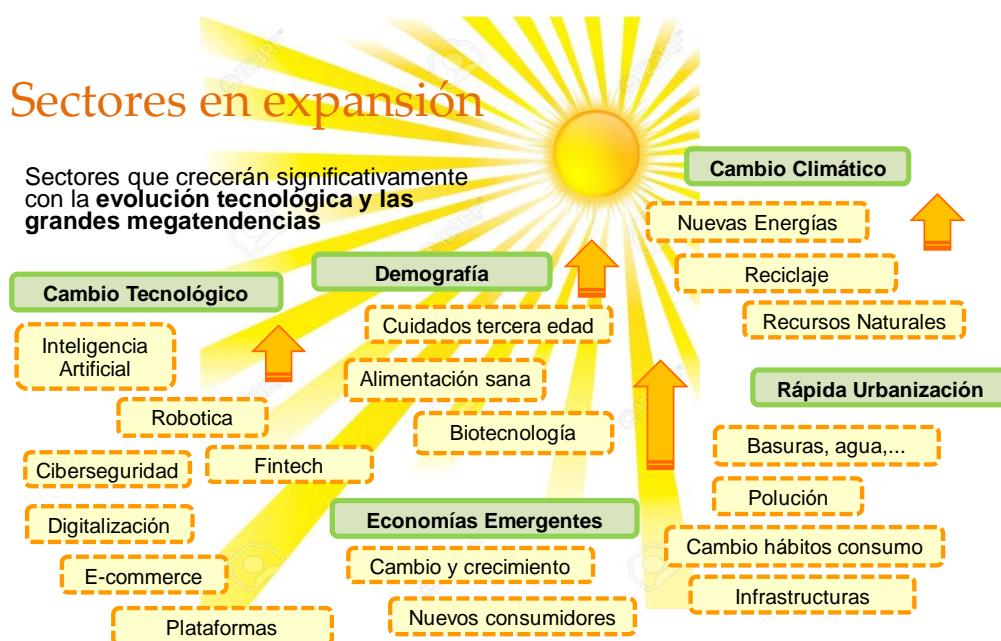 Sectores en expansión
Sectores que crecerán significativamente
con la evolución tecnológica y las
grandes megatendencias
Cambio Tecnológico
Inteligencia
Artificial
Robotica
Ciberseguridad
Fintech
Digitalización
E-commerce
Plataformas
Demografía
Cuidados tercera edad
Alimentación sana
Biotecnología
Economías Emergentes
Cambio y crecimiento
Nuevos consumidores
Cambio Climático
Nuevas Energías
Reciclaje
Recursos Naturales
Rápida Urbanización
Basuras, agua,...
Polución
Cambio hábitos consumo
Infrastructuras